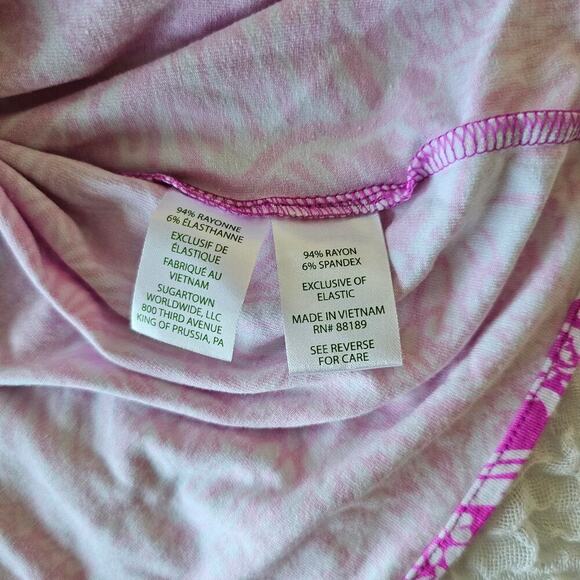 94% RAYONNE
6% ÉLASTHANNE
EXCLUSIF DE
ÉLASTIQUE
FABRIQUÉ AU
VIETNAM
SUGARTOWN
WORLDWIDE, LLC
800 THIRD AVENUE
KING OF PRUSSIA, PA
94% RAYON
6% SPANDEX
EXCLUSIVE OF
ELASTIC
MADE IN VIETNAM
RN# 88189
SEE REVERSE
FOR CARE